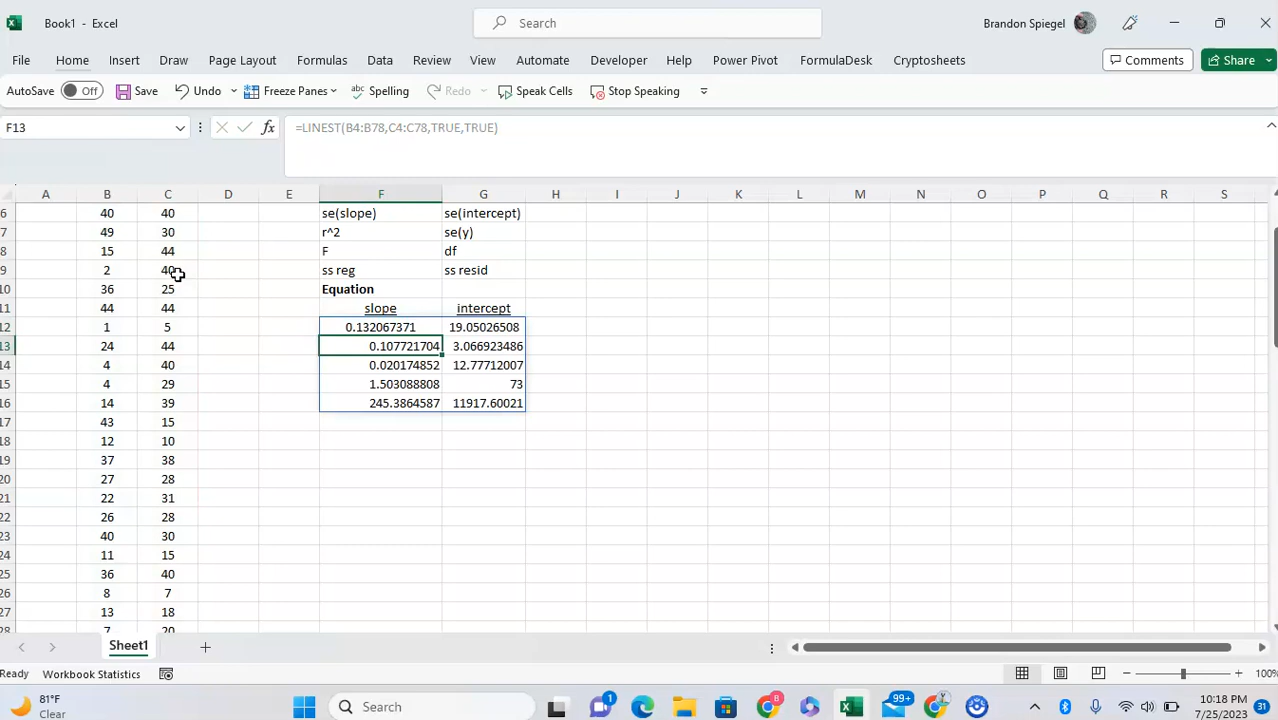 Book1 - Excel
Search
Brandon Spiegel
File Home Insert Draw Page Layout Formulas Data Review View Automate Developer Help Power Pivot FormulaDesk Cryptosheets Comments Share
AutoSave Off Save Undo Freeze Panes abc Spelling Redo Speak Cells Stop Speaking
F13 fx =LINEST(B4:B78,C4:C78,TRUE,TRUE)
A B C D E F G H I J K L M N O P Q R S
6 40 40 se(slope) se(intercept)
7 49 30 r^2 se(y)
8 15 44 F df
9 2 40 ss reg ss resid
10 36 25 Equation
11 44 44 slope intercept
12 1 5 0.132067371 19.05026508
13 24 44 0.107721704 3.066923486
14 4 40 0.020174852 12.77712007
15 4 29 1.503088808 73
16 14 39 245.3864587 11917.60021
17 43 15
18 12 10
19 37 38
20 27 28
21 22 31
22 26 28
23 40 30
24 11 15
25 36 40
26 8 7
27 13 18
28 7 20
Sheet1
Ready Workbook Statistics 100%
81°F
Clear
Search
1
8
99+
10:18 PM
7/25/2023
31